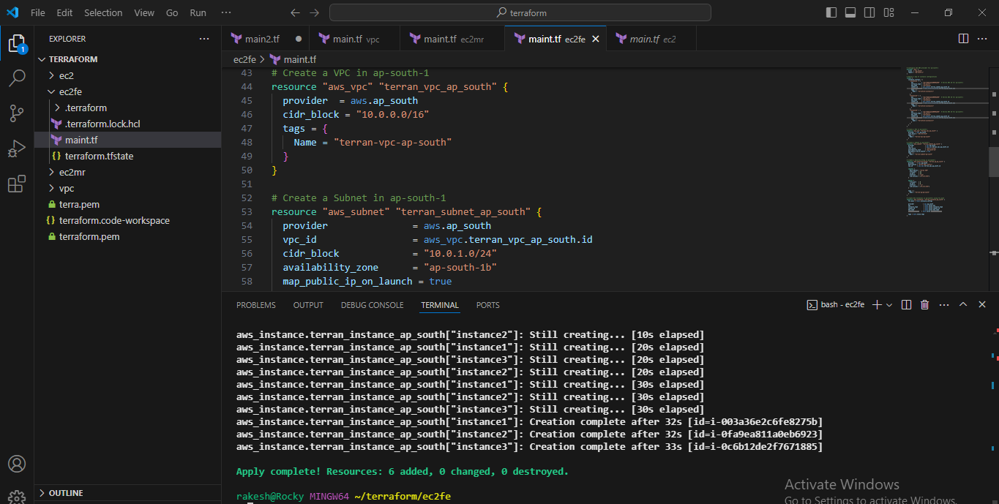 File Edit Selection View Go Run ··· terraform
EXPLORER ···
TERRAFORM
ec2
ec2fe
.terraform
.terraform.lock.hcl
maint.tf
terraform.tfstate
ec2mr
vpc
terra.pem
terraform.code-workspace
terraform.pem
OUTLINE
1
main2.tf
main.tf vpc
maint.tf ec2mr
maint.tf ec2fe
main.tf ec2
ec2fe > maint.tf
43 # Create a VPC in ap-south-1
44 resource "aws_vpc" "terran_vpc_ap_south" {
45 provider = aws.ap_south
46 cidr_block = "10.0.0.0/16"
47 tags = {
48 Name = "terran-vpc-ap-south"
49 }
50 }
51
52 # Create a Subnet in ap-south-1
53 resource "aws_subnet" "terran_subnet_ap_south" {
54 provider = aws.ap_south
55 vpc_id = aws_vpc.terran_vpc_ap_south.id
56 cidr_block = "10.0.1.0/24"
57 availability_zone = "ap-south-1b"
58 map_public_ip_on_launch = true
PROBLEMS OUTPUT DEBUG CONSOLE TERMINAL PORTS bash - ec2fe
aws_instance.terran_instance_ap_south["instance2"]: Still creating... [10s elapsed]
aws_instance.terran_instance_ap_south["instance1"]: Still creating... [20s elapsed]
aws_instance.terran_instance_ap_south["instance3"]: Still creating... [20s elapsed]
aws_instance.terran_instance_ap_south["instance2"]: Still creating... [20s elapsed]
aws_instance.terran_instance_ap_south["instance1"]: Still creating... [30s elapsed]
aws_instance.terran_instance_ap_south["instance2"]: Still creating... [30s elapsed]
aws_instance.terran_instance_ap_south["instance3"]: Still creating... [30s elapsed]
aws_instance.terran_instance_ap_south["instance1"]: Creation complete after 32s [id=i-003a36e2c6fe8275b]
aws_instance.terran_instance_ap_south["instance2"]: Creation complete after 32s [id=i-0fa9ea811a0eb6923]
aws_instance.terran_instance_ap_south["instance3"]: Creation complete after 33s [id=i-0c6b12de2f7671885]
Apply complete! Resources: 6 added, 0 changed, 0 destroyed.
rakesh@Rocky MINGW64 ~/terraform/ec2fe
Activate Windows
Go to Settings to activate Windows.